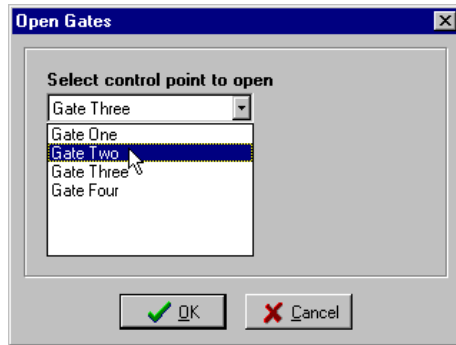 Open Gates
Select control point to open
Gate Three
Gate One
Gate Two
Gate Three
Gate Four
OK
Cancel